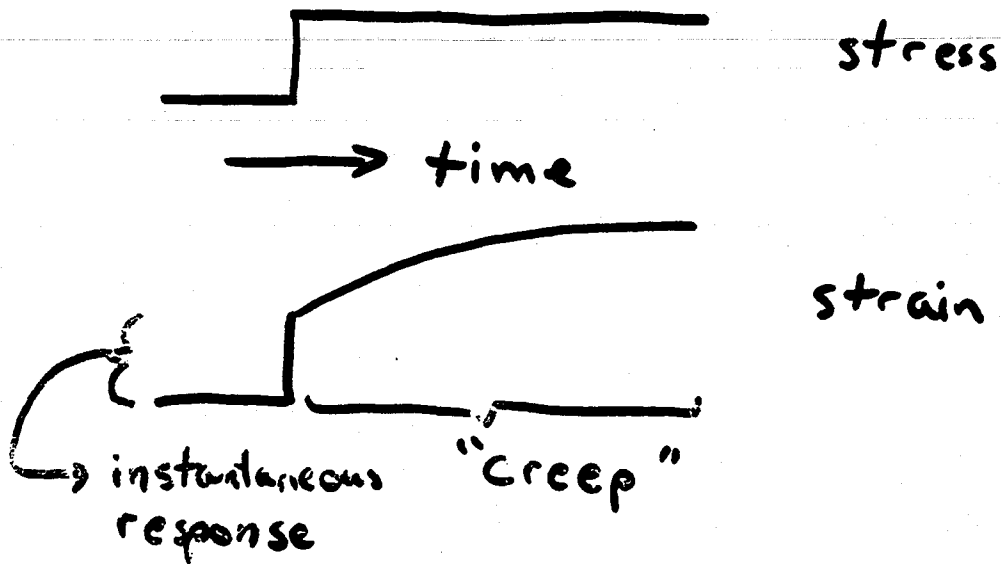 stress
time
strain
"creep"
instantaneous
response